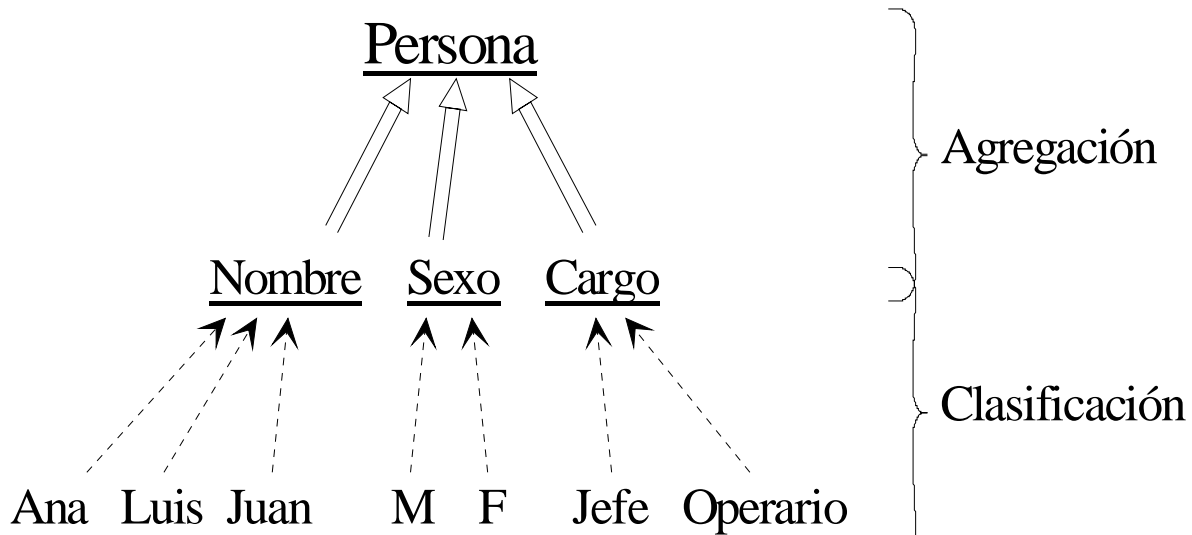 Persona
Agregación
Nombre Sexo Cargo
Clasificación
Ana Luis Juan M F Jefe Operario